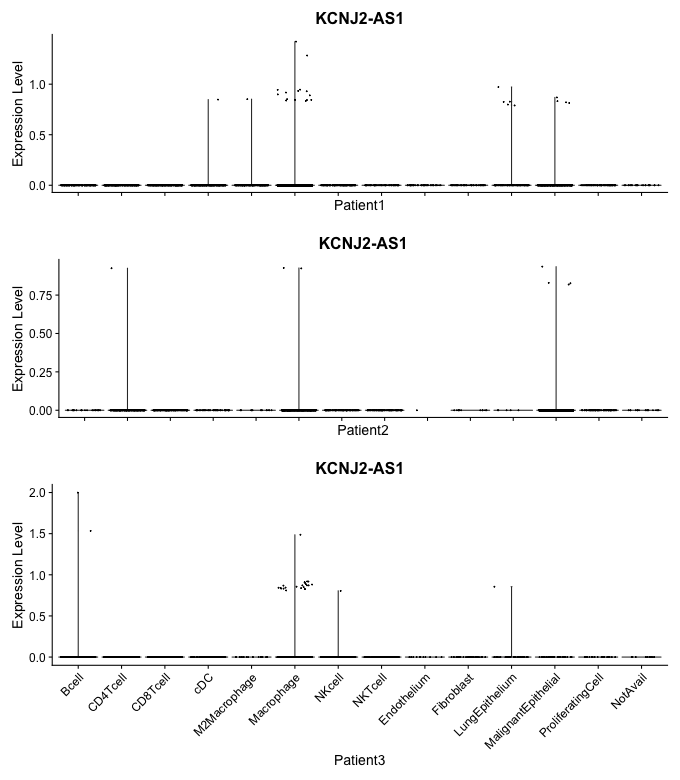 KCNJ2-AS1
Expression Level
1.0
0.5
0.0
Patient1
KCNJ2-AS1
Expression Level
0.75
0.50
0.25
0.00
Patient2
KCNJ2-AS1
Expression Level
2.0
1.5
1.0
0.5
0.0
Bcell
CD4Tcell
CD8Tcell
cDC
M2Macrophage
Macrophage
NKcell
NKTcell
Endothelium
Fibroblast
LungEpithelium
MalignantEpithelial
ProliferatingCell
NotAvail
Patient3